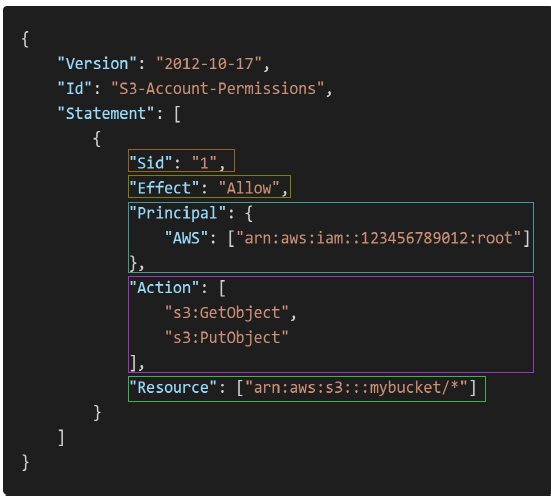 {
    "Version": "2012-10-17",
    "Id": "S3-Account-Permissions",
    "Statement": [
        {
            "Sid": "1",
            "Effect": "Allow",
            "Principal": {
                "AWS": ["arn:aws:iam::123456789012:root"]
            },
            "Action": [
                "s3:GetObject",
                "s3:PutObject"
            ],
            "Resource": ["arn:aws:s3:::mybucket/*"]
        }
    ]
}